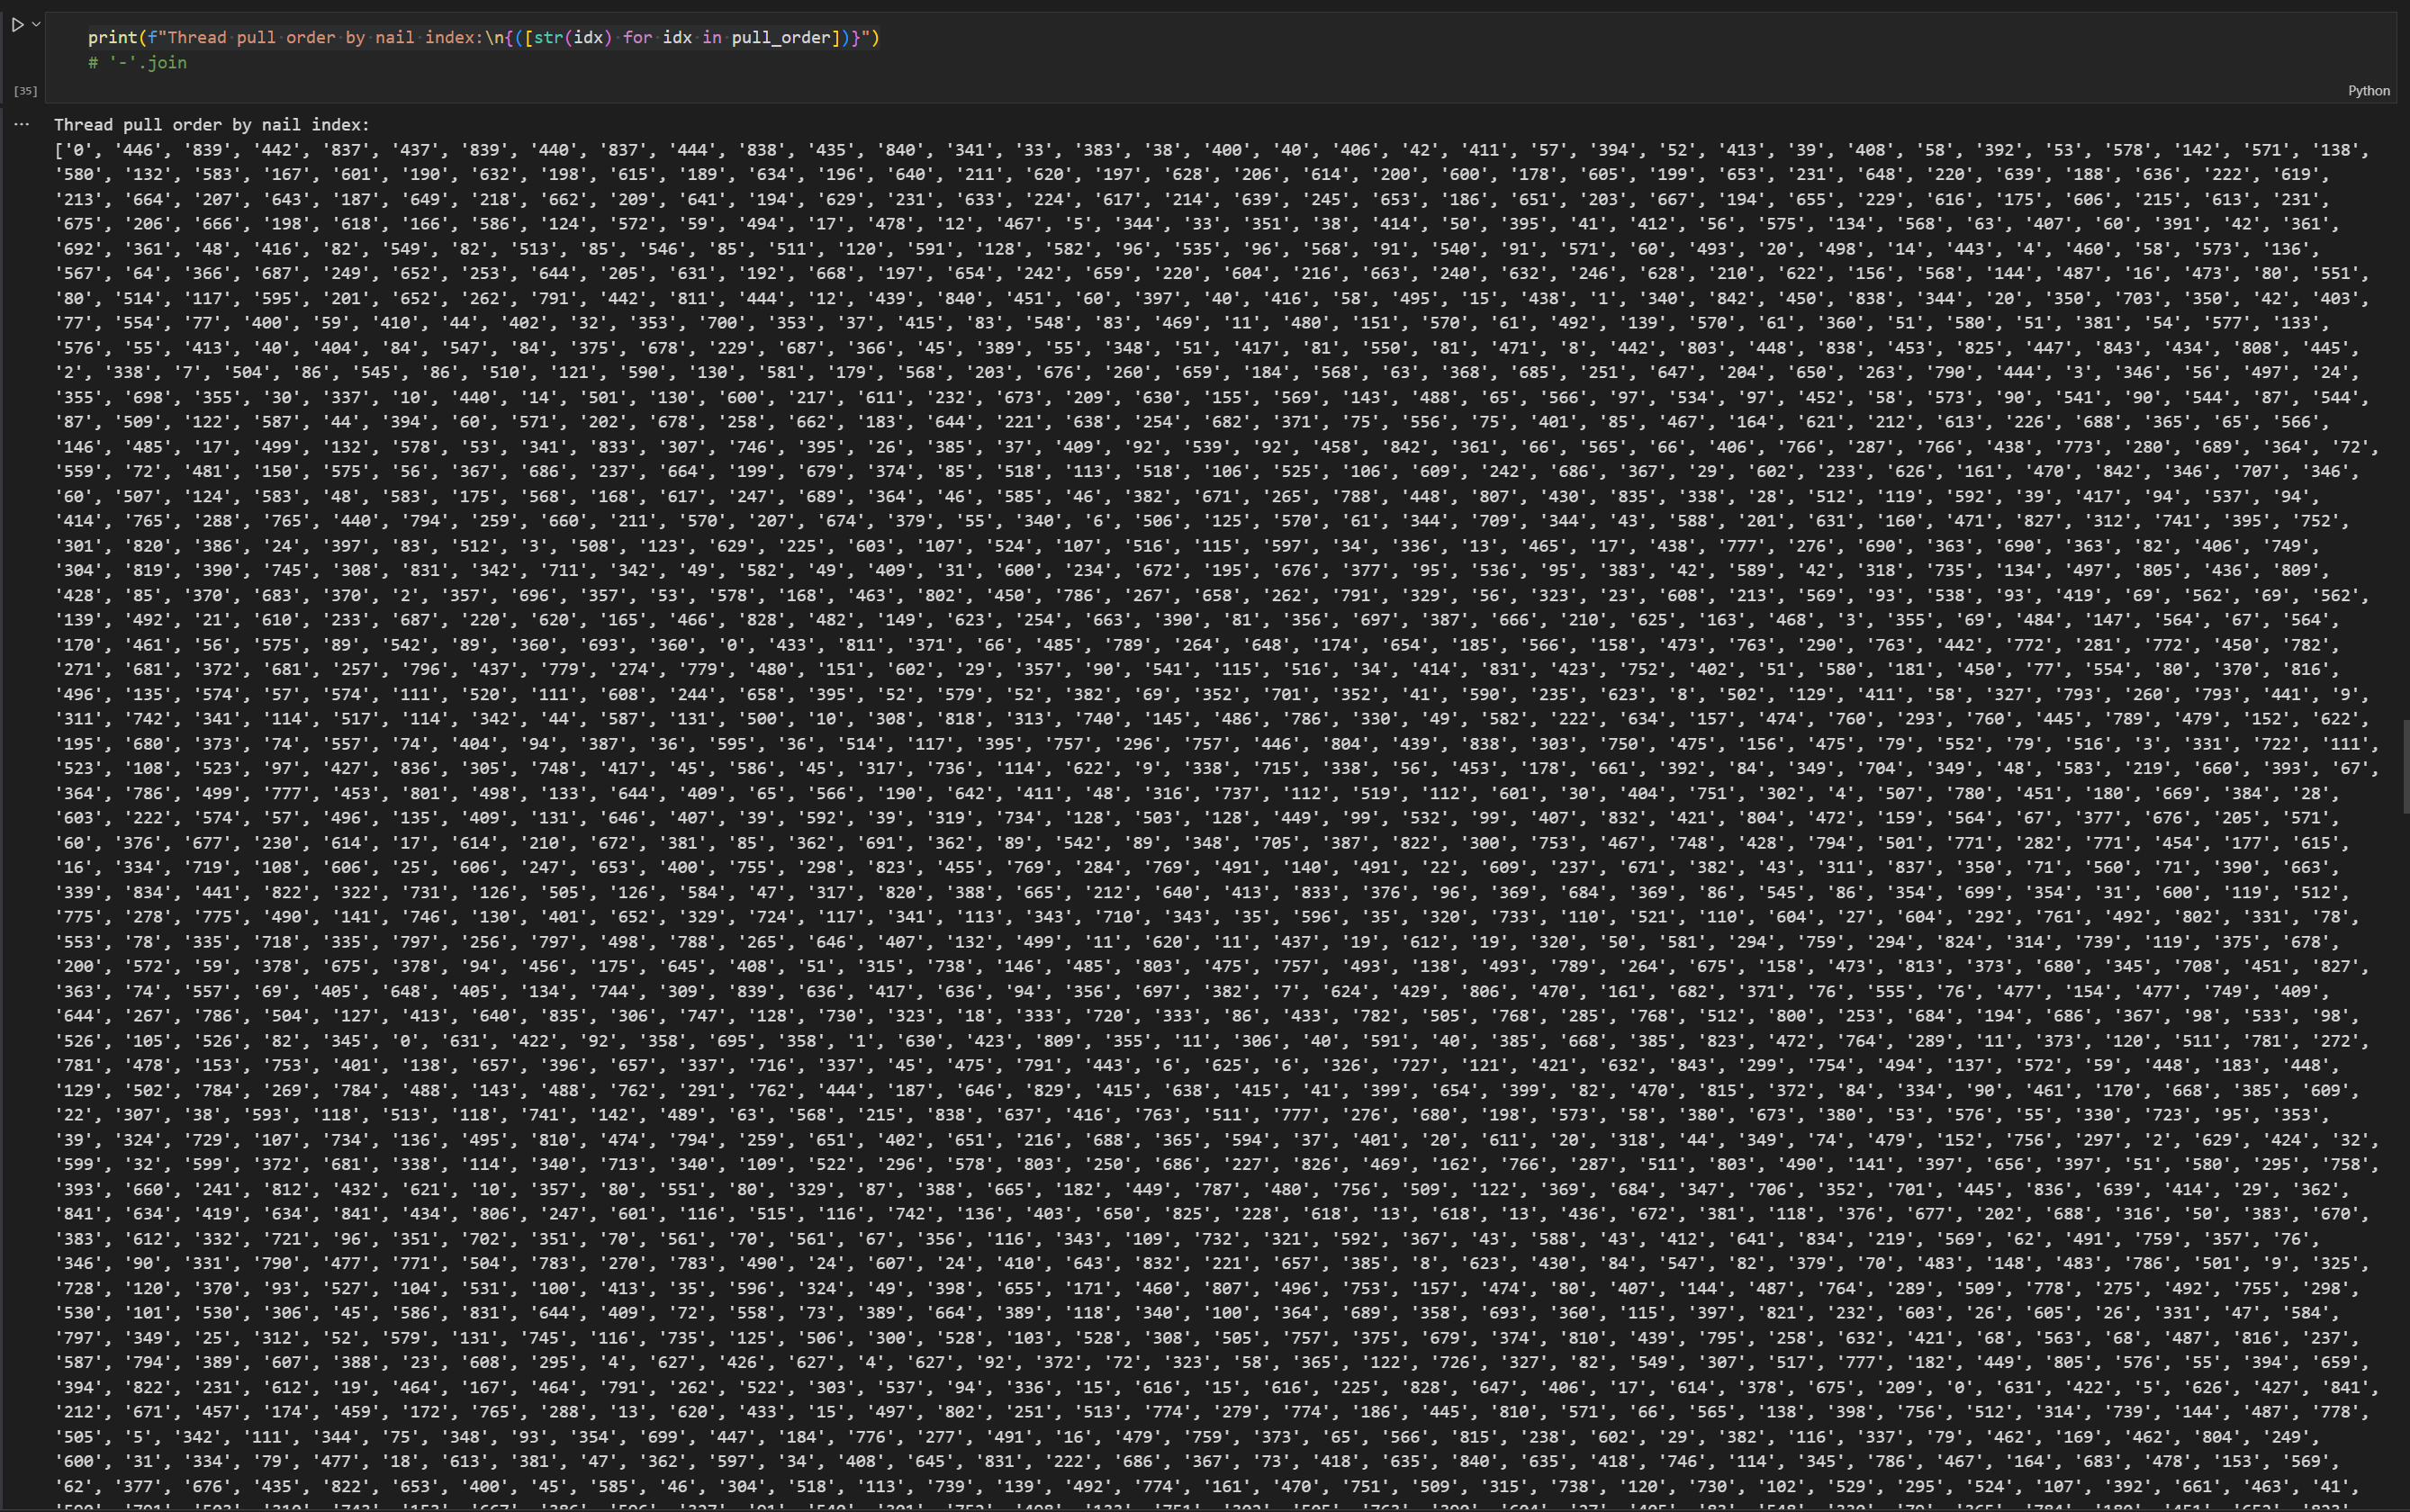 print(f"Thread pull order by nail index:\n{([str(idx) for idx in pull_order])}")
# '-'.join
[35]
Python
Thread pull order by nail index:
['0', '446', '839', '442', '837', '437', '839', '440', '837', '444', '838', '435', '840', '341', '33', '383', '38', '400', '40', '406', '42', '411', '57', '394', '52', '413', '39', '408', '58', '392', '53', '578', '142', '571', '138',
'580', '132', '583', '167', '601', '190', '632', '198', '615', '189', '634', '196', '640', '211', '620', '197', '628', '206', '614', '200', '600', '178', '605', '199', '653', '231', '648', '220', '639', '188', '636', '222', '619',
'213', '664', '207', '643', '187', '649', '218', '662', '209', '641', '194', '629', '231', '633', '224', '617', '214', '639', '245', '653', '186', '651', '203', '667', '194', '655', '229', '616', '175', '606', '215', '613', '231',
'675', '206', '666', '198', '618', '166', '586', '124', '572', '59', '494', '17', '478', '12', '467', '5', '344', '33', '351', '38', '414', '50', '395', '41', '412', '56', '575', '134', '568', '63', '407', '60', '391', '42', '361',
'692', '361', '48', '416', '82', '549', '82', '513', '85', '546', '85', '511', '120', '591', '128', '582', '96', '535', '96', '568', '91', '540', '91', '571', '60', '493', '20', '498', '14', '443', '4', '460', '58', '573', '136',
'567', '64', '366', '687', '249', '652', '253', '644', '205', '631', '192', '668', '197', '654', '242', '659', '220', '604', '216', '663', '240', '632', '246', '628', '210', '622', '156', '568', '144', '487', '16', '473', '80', '551',
'80', '514', '117', '595', '201', '652', '262', '791', '442', '811', '444', '12', '439', '840', '451', '60', '397', '40', '416', '58', '495', '15', '438', '1', '340', '842', '450', '838', '344', '20', '350', '703', '350', '42', '403',
'77', '554', '77', '400', '59', '410', '44', '402', '32', '353', '700', '353', '37', '415', '83', '548', '83', '469', '11', '480', '151', '570', '61', '492', '139', '570', '61', '360', '51', '580', '51', '381', '54', '577', '133',
'576', '55', '413', '40', '404', '84', '547', '84', '375', '678', '229', '687', '366', '45', '389', '55', '348', '51', '417', '81', '550', '81', '471', '8', '442', '803', '448', '838', '453', '825', '447', '843', '434', '808', '445',
'2', '338', '7', '504', '86', '545', '86', '510', '121', '590', '130', '581', '179', '568', '203', '676', '260', '659', '184', '568', '63', '368', '685', '251', '647', '204', '650', '263', '790', '444', '3', '346', '56', '497', '24',
'355', '698', '355', '30', '337', '10', '440', '14', '501', '130', '600', '217', '611', '232', '673', '209', '630', '155', '569', '143', '488', '65', '566', '97', '534', '97', '452', '58', '573', '90', '541', '90', '544', '87', '544',
'87', '509', '122', '587', '44', '394', '60', '571', '202', '678', '258', '662', '183', '644', '221', '638', '254', '682', '371', '75', '556', '75', '401', '85', '467', '164', '621', '212', '613', '226', '688', '365', '65', '566',
'146', '485', '17', '499', '132', '578', '53', '341', '833', '307', '746', '395', '26', '385', '37', '409', '92', '539', '92', '458', '842', '361', '66', '565', '66', '406', '766', '287', '766', '438', '773', '280', '689', '364', '72',
'559', '72', '481', '150', '575', '56', '367', '686', '237', '664', '199', '679', '374', '85', '518', '113', '518', '106', '525', '106', '609', '242', '686', '367', '29', '602', '233', '626', '161', '470', '842', '346', '707', '346',
'60', '507', '124', '583', '48', '583', '175', '568', '168', '617', '247', '689', '364', '46', '585', '46', '382', '671', '265', '788', '448', '807', '430', '835', '338', '28', '512', '119', '592', '39', '417', '94', '537', '94',
'414', '765', '288', '765', '440', '794', '259', '660', '211', '570', '207', '674', '379', '55', '340', '6', '506', '125', '570', '61', '344', '709', '344', '43', '588', '201', '631', '160', '471', '827', '312', '741', '395', '752',
'301', '820', '386', '24', '397', '83', '512', '3', '508', '123', '629', '225', '603', '107', '524', '107', '516', '115', '597', '34', '336', '13', '465', '17', '438', '777', '276', '690', '363', '690', '363', '82', '406', '749',
'304', '819', '390', '745', '308', '831', '342', '711', '342', '49', '582', '49', '409', '31', '600', '234', '672', '195', '676', '377', '95', '536', '95', '383', '42', '589', '42', '318', '735', '134', '497', '805', '436', '809',
'428', '85', '370', '683', '370', '2', '357', '696', '357', '53', '578', '168', '463', '802', '450', '786', '267', '658', '262', '791', '329', '56', '323', '23', '608', '213', '569', '93', '538', '93', '419', '69', '562', '69', '562',
'139', '492', '21', '610', '233', '687', '220', '620', '165', '466', '828', '482', '149', '623', '254', '663', '390', '81', '356', '697', '387', '666', '210', '625', '163', '468', '3', '355', '69', '484', '147', '564', '67', '564',
'170', '461', '56', '575', '89', '542', '89', '360', '693', '360', '0', '433', '811', '371', '66', '485', '789', '264', '648', '174', '654', '185', '566', '158', '473', '763', '290', '763', '442', '772', '281', '772', '450', '782',
'271', '681', '372', '681', '257', '796', '437', '779', '274', '779', '480', '151', '602', '29', '357', '90', '541', '115', '516', '34', '414', '831', '423', '752', '402', '51', '580', '181', '450', '77', '554', '80', '370', '816',
'496', '135', '574', '57', '574', '111', '520', '111', '608', '244', '658', '395', '52', '579', '52', '382', '69', '352', '701', '352', '41', '590', '235', '623', '8', '502', '129', '411', '58', '327', '793', '260', '793', '441', '9',
'311', '742', '341', '114', '517', '114', '342', '44', '587', '131', '500', '10', '308', '818', '313', '740', '145', '486', '786', '330', '49', '582', '222', '634', '157', '474', '760', '293', '760', '445', '789', '479', '152', '622',
'195', '680', '373', '74', '557', '74', '404', '94', '387', '36', '595', '36', '514', '117', '395', '757', '296', '757', '446', '804', '439', '838', '303', '750', '475', '156', '475', '79', '552', '79', '516', '3', '331', '722', '111',
'523', '108', '523', '97', '427', '836', '305', '748', '417', '45', '586', '45', '317', '736', '114', '622', '9', '338', '715', '338', '56', '453', '178', '661', '392', '84', '349', '704', '349', '48', '583', '219', '660', '393', '67',
'364', '786', '499', '777', '453', '801', '498', '133', '644', '409', '65', '566', '190', '642', '411', '48', '316', '737', '112', '519', '112', '601', '30', '404', '751', '302', '4', '507', '780', '451', '180', '669', '384', '28',
'603', '222', '574', '57', '496', '135', '409', '131', '646', '407', '39', '592', '39', '319', '734', '128', '503', '128', '449', '99', '532', '99', '407', '832', '421', '804', '472', '159', '564', '67', '377', '676', '205', '571',
'60', '376', '677', '230', '614', '17', '614', '210', '672', '381', '85', '362', '691', '362', '89', '542', '89', '348', '705', '387', '822', '300', '753', '467', '748', '428', '794', '501', '771', '282', '771', '454', '177', '615',
'16', '334', '719', '108', '606', '25', '606', '247', '653', '400', '755', '298', '823', '455', '769', '284', '769', '491', '140', '491', '22', '609', '237', '671', '382', '43', '311', '837', '350', '71', '560', '71', '390', '663',
'339', '834', '441', '822', '322', '731', '126', '505', '126', '584', '47', '317', '820', '388', '665', '212', '640', '413', '833', '376', '96', '369', '684', '369', '86', '545', '86', '354', '699', '354', '31', '600', '119', '512',
'775', '278', '775', '490', '141', '746', '130', '401', '652', '329', '724', '117', '341', '113', '343', '710', '343', '35', '596', '35', '320', '733', '110', '521', '110', '604', '27', '604', '292', '761', '492', '802', '331', '78',
'553', '78', '335', '718', '335', '797', '256', '797', '498', '788', '265', '646', '407', '132', '499', '11', '620', '11', '437', '19', '612', '19', '320', '50', '581', '294', '759', '294', '824', '314', '739', '119', '375', '678',
'200', '572', '59', '378', '675', '378', '94', '456', '175', '645', '408', '51', '315', '738', '146', '485', '803', '475', '757', '493', '138', '493', '789', '264', '675', '158', '473', '813', '373', '680', '345', '708', '451', '827',
'363', '74', '557', '69', '405', '648', '405', '134', '744', '309', '839', '636', '417', '636', '94', '356', '697', '382', '7', '624', '429', '806', '470', '161', '682', '371', '76', '555', '76', '477', '154', '477', '749', '409',
'644', '267', '786', '504', '127', '413', '640', '835', '306', '747', '128', '730', '323', '18', '333', '720', '333', '86', '433', '782', '505', '768', '285', '768', '512', '800', '253', '684', '194', '686', '367', '98', '533', '98',
'526', '105', '526', '82', '345', '0', '631', '422', '92', '358', '695', '358', '1', '630', '423', '809', '355', '11', '306', '40', '591', '40', '385', '668', '385', '823', '472', '764', '289', '11', '373', '120', '511', '781', '272',
'781', '478', '153', '753', '401', '138', '657', '396', '657', '337', '716', '337', '45', '475', '791', '443', '6', '625', '6', '326', '727', '121', '421', '632', '843', '299', '754', '494', '137', '572', '59', '448', '183', '448',
'129', '502', '784', '269', '784', '488', '143', '488', '762', '291', '762', '444', '187', '646', '829', '415', '638', '415', '41', '399', '654', '399', '82', '470', '815', '372', '84', '334', '90', '461', '170', '668', '385', '609',
'22', '307', '38', '593', '118', '513', '118', '741', '142', '489', '63', '568', '215', '838', '637', '416', '763', '511', '777', '276', '680', '198', '573', '58', '380', '673', '380', '53', '576', '55', '330', '723', '95', '353',
'39', '324', '729', '107', '734', '136', '495', '810', '474', '794', '259', '651', '402', '651', '216', '688', '365', '594', '37', '401', '20', '611', '20', '318', '44', '349', '74', '479', '152', '756', '297', '2', '629', '424', '32',
'599', '32', '599', '372', '681', '338', '114', '340', '713', '340', '109', '522', '296', '578', '803', '250', '686', '227', '826', '469', '162', '766', '287', '511', '803', '490', '141', '397', '656', '397', '51', '580', '295', '758',
'393', '660', '241', '812', '432', '621', '10', '357', '80', '551', '80', '329', '87', '388', '665', '182', '449', '787', '480', '756', '509', '122', '369', '684', '347', '706', '352', '701', '445', '836', '639', '414', '29', '362',
'841', '634', '419', '634', '841', '434', '806', '247', '601', '116', '515', '116', '742', '136', '403', '650', '825', '228', '618', '13', '618', '13', '436', '672', '381', '118', '376', '677', '202', '688', '316', '50', '383', '670',
'383', '612', '332', '721', '96', '351', '702', '351', '70', '561', '70', '561', '67', '356', '116', '343', '109', '732', '321', '592', '367', '43', '588', '43', '412', '641', '834', '219', '569', '62', '491', '759', '357', '76',
'346', '90', '331', '790', '477', '771', '504', '783', '270', '783', '490', '24', '607', '24', '410', '643', '832', '221', '657', '385', '8', '623', '430', '84', '547', '82', '379', '70', '483', '148', '483', '786', '501', '9', '325',
'728', '120', '370', '93', '527', '104', '531', '100', '413', '35', '596', '324', '49', '398', '655', '171', '460', '807', '496', '753', '157', '474', '80', '407', '144', '487', '764', '289', '509', '778', '275', '492', '755', '298',
'530', '101', '530', '306', '45', '586', '831', '644', '409', '72', '558', '73', '389', '664', '389', '118', '340', '100', '364', '689', '358', '693', '360', '115', '397', '821', '232', '603', '26', '605', '26', '331', '47', '584',
'797', '349', '25', '312', '52', '579', '131', '745', '116', '735', '125', '506', '300', '528', '103', '528', '308', '505', '757', '375', '679', '374', '810', '439', '795', '258', '632', '421', '68', '563', '68', '487', '816', '237',
'587', '794', '389', '607', '388', '23', '608', '295', '4', '627', '426', '627', '4', '627', '92', '372', '72', '323', '58', '365', '122', '726', '327', '82', '549', '307', '517', '777', '182', '449', '805', '576', '55', '394', '659',
'394', '822', '231', '612', '19', '464', '167', '464', '791', '262', '522', '303', '537', '94', '336', '15', '616', '15', '616', '225', '828', '647', '406', '17', '614', '378', '675', '209', '0', '631', '422', '5', '626', '427', '841',
'212', '671', '457', '174', '459', '172', '765', '288', '13', '620', '433', '15', '497', '802', '251', '513', '774', '279', '774', '186', '445', '810', '571', '66', '565', '138', '398', '756', '512', '314', '739', '144', '487', '778',
'505', '5', '342', '111', '344', '75', '348', '93', '354', '699', '447', '184', '776', '277', '491', '16', '479', '759', '373', '65', '566', '815', '238', '602', '29', '382', '116', '337', '79', '462', '169', '462', '804', '249',
'600', '31', '334', '79', '477', '18', '613', '381', '47', '362', '597', '34', '408', '645', '831', '222', '686', '367', '73', '418', '635', '840', '635', '418', '746', '114', '345', '786', '467', '164', '683', '478', '153', '569',
'62', '377', '676', '435', '822', '653', '400', '45', '585', '46', '304', '518', '113', '739', '139', '492', '774', '161', '470', '751', '509', '315', '738', '120', '730', '102', '529', '295', '524', '107', '392', '661', '463', '41',